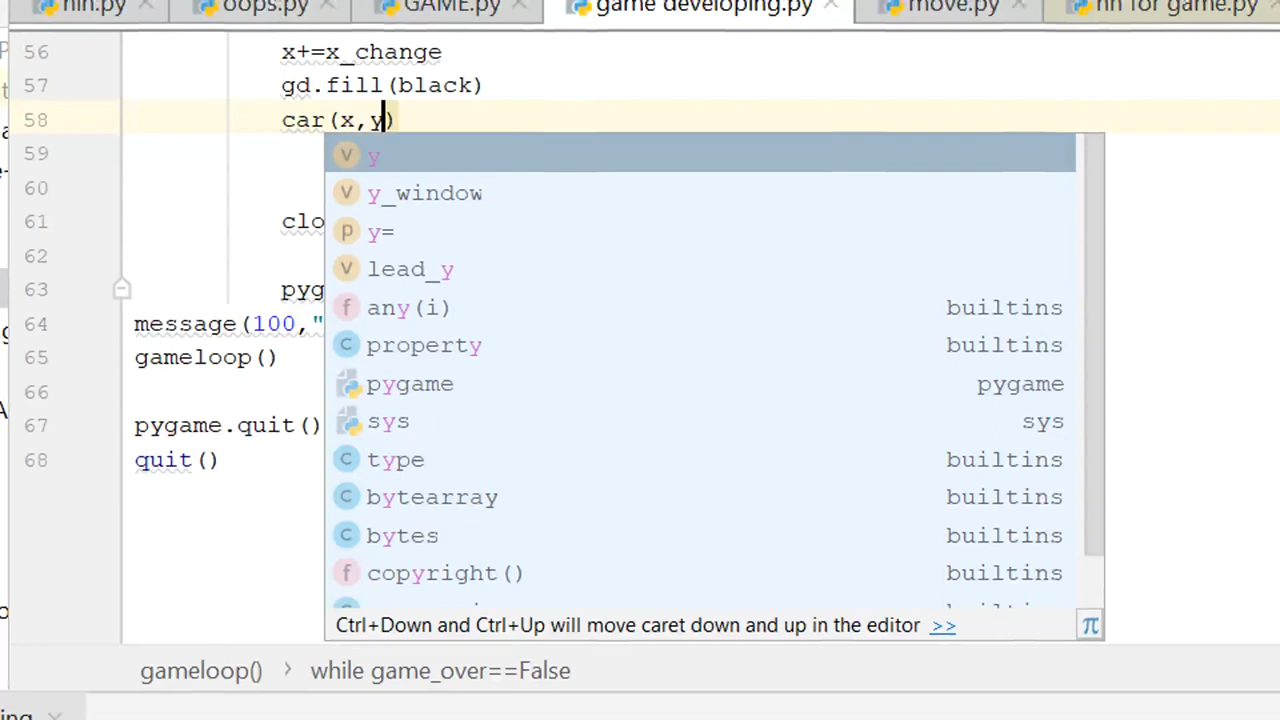 oops.py
GAME.py
game developing.py
move.py
nn for game.py
56 x+=x_change
57 gd.fill(black)
58 car(x,y)
59
60
61 clo
62
63 pyg
64 message(100,"
65 gameloop()
66
67 pygame.quit()
68 quit()
v y
v y_window
p y=
v lead_y
f any(i) builtins
C property builtins
pygame pygame
sys sys
C type builtins
C bytearray builtins
C bytes builtins
f copyright() builtins
Ctrl+Down and Ctrl+Up will move caret down and up in the editor >>
π
gameloop() › while game_over==False